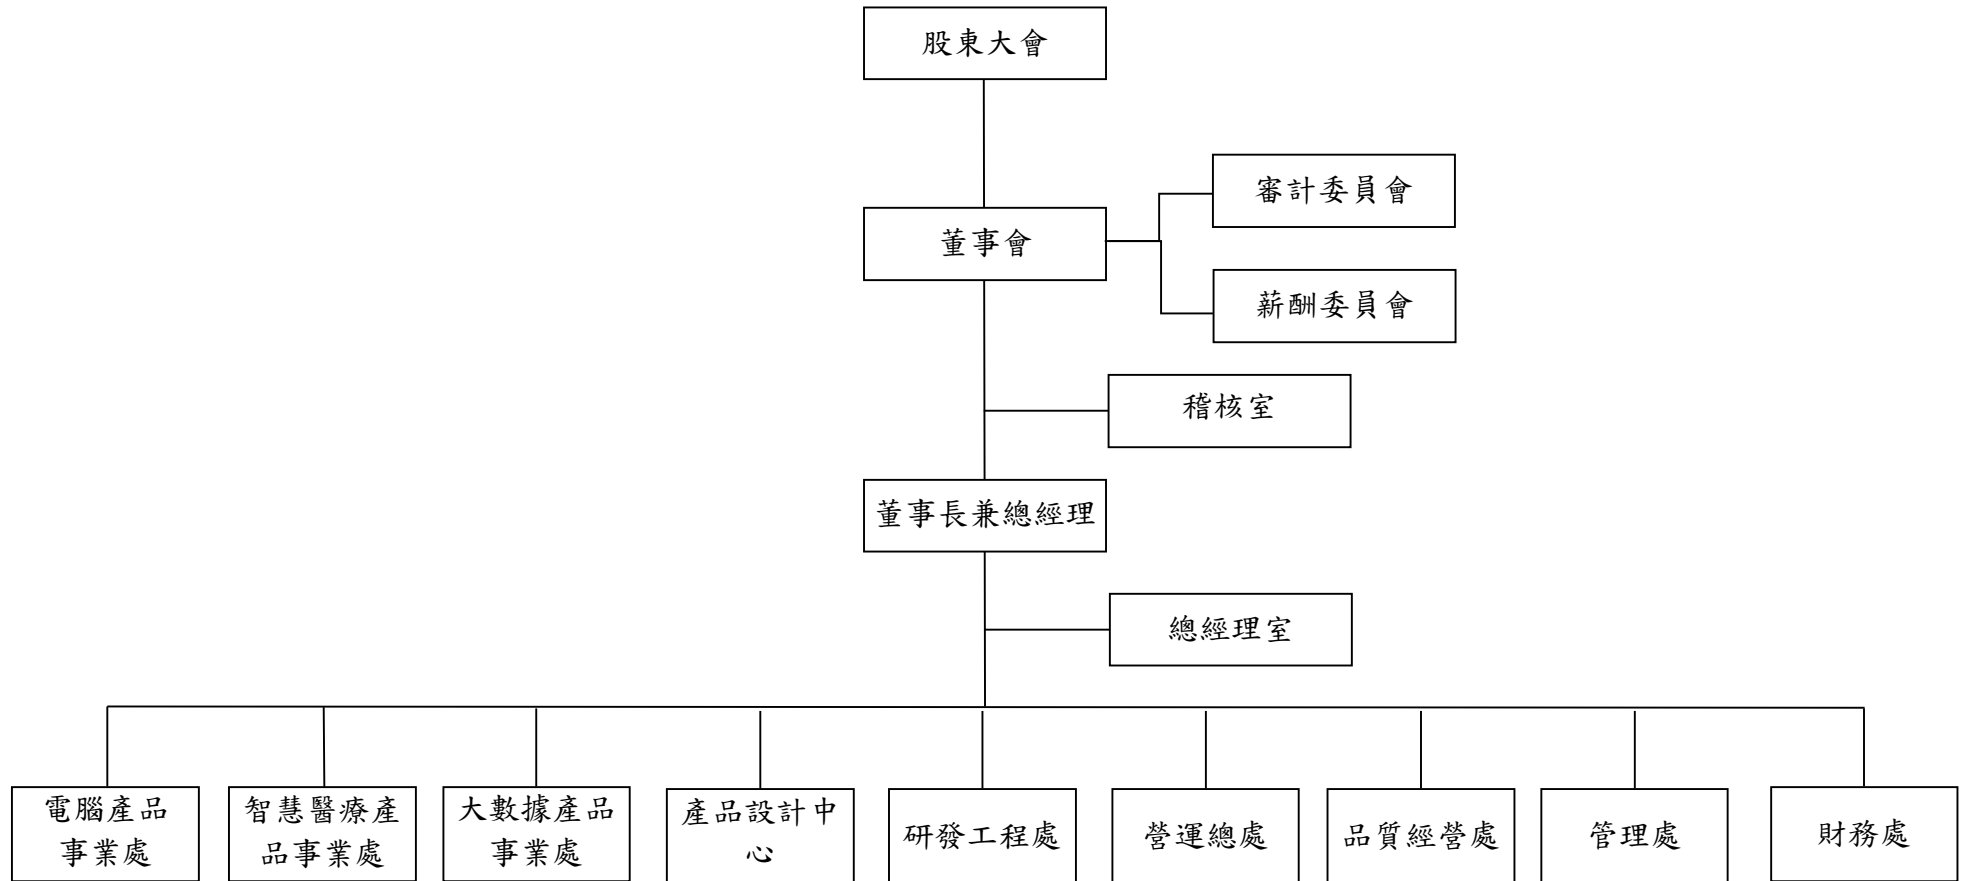 股東大會
審計委員會
董事會
薪酬委員會
稽核室
董事長兼總經理
總經理室
電腦產品
事業處
智慧醫療產
品事業處
大數據產品
事業處
產品設計中
心
研發工程處
營運總處
品質經營處
管理處
財務處